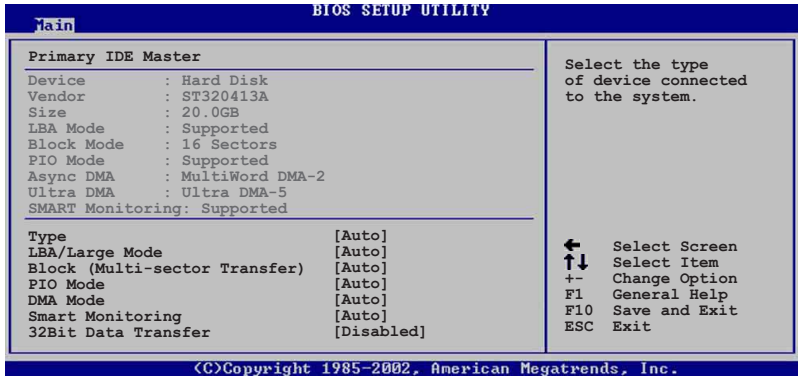 BIOS SETUP UTILITY
Main
Primary IDE Master
Device : Hard Disk
Vendor : ST320413A
Size : 20.0GB
LBA Mode : Supported
Block Mode : 16 Sectors
PIO Mode : Supported
Async DMA : MultiWord DMA-2
Ultra DMA : Ultra DMA-5
SMART Monitoring: Supported
Type [Auto]
LBA/Large Mode [Auto]
Block (Multi-sector Transfer) [Auto]
PIO Mode [Auto]
DMA Mode [Auto]
Smart Monitoring [Auto]
32Bit Data Transfer [Disabled]
Select the type
of device connected
to the system.
← Select Screen
↑↓ Select Item
+- Change Option
F1 General Help
F10 Save and Exit
ESC Exit
(C)Copyright 1985-2002, American Megatrends, Inc.